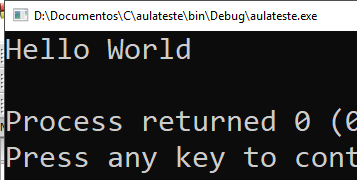 D:\Documentos\C\aulateste\bin\Debug\aulateste.exe
Hello World
Process returned 0 (0
Press any key to cont